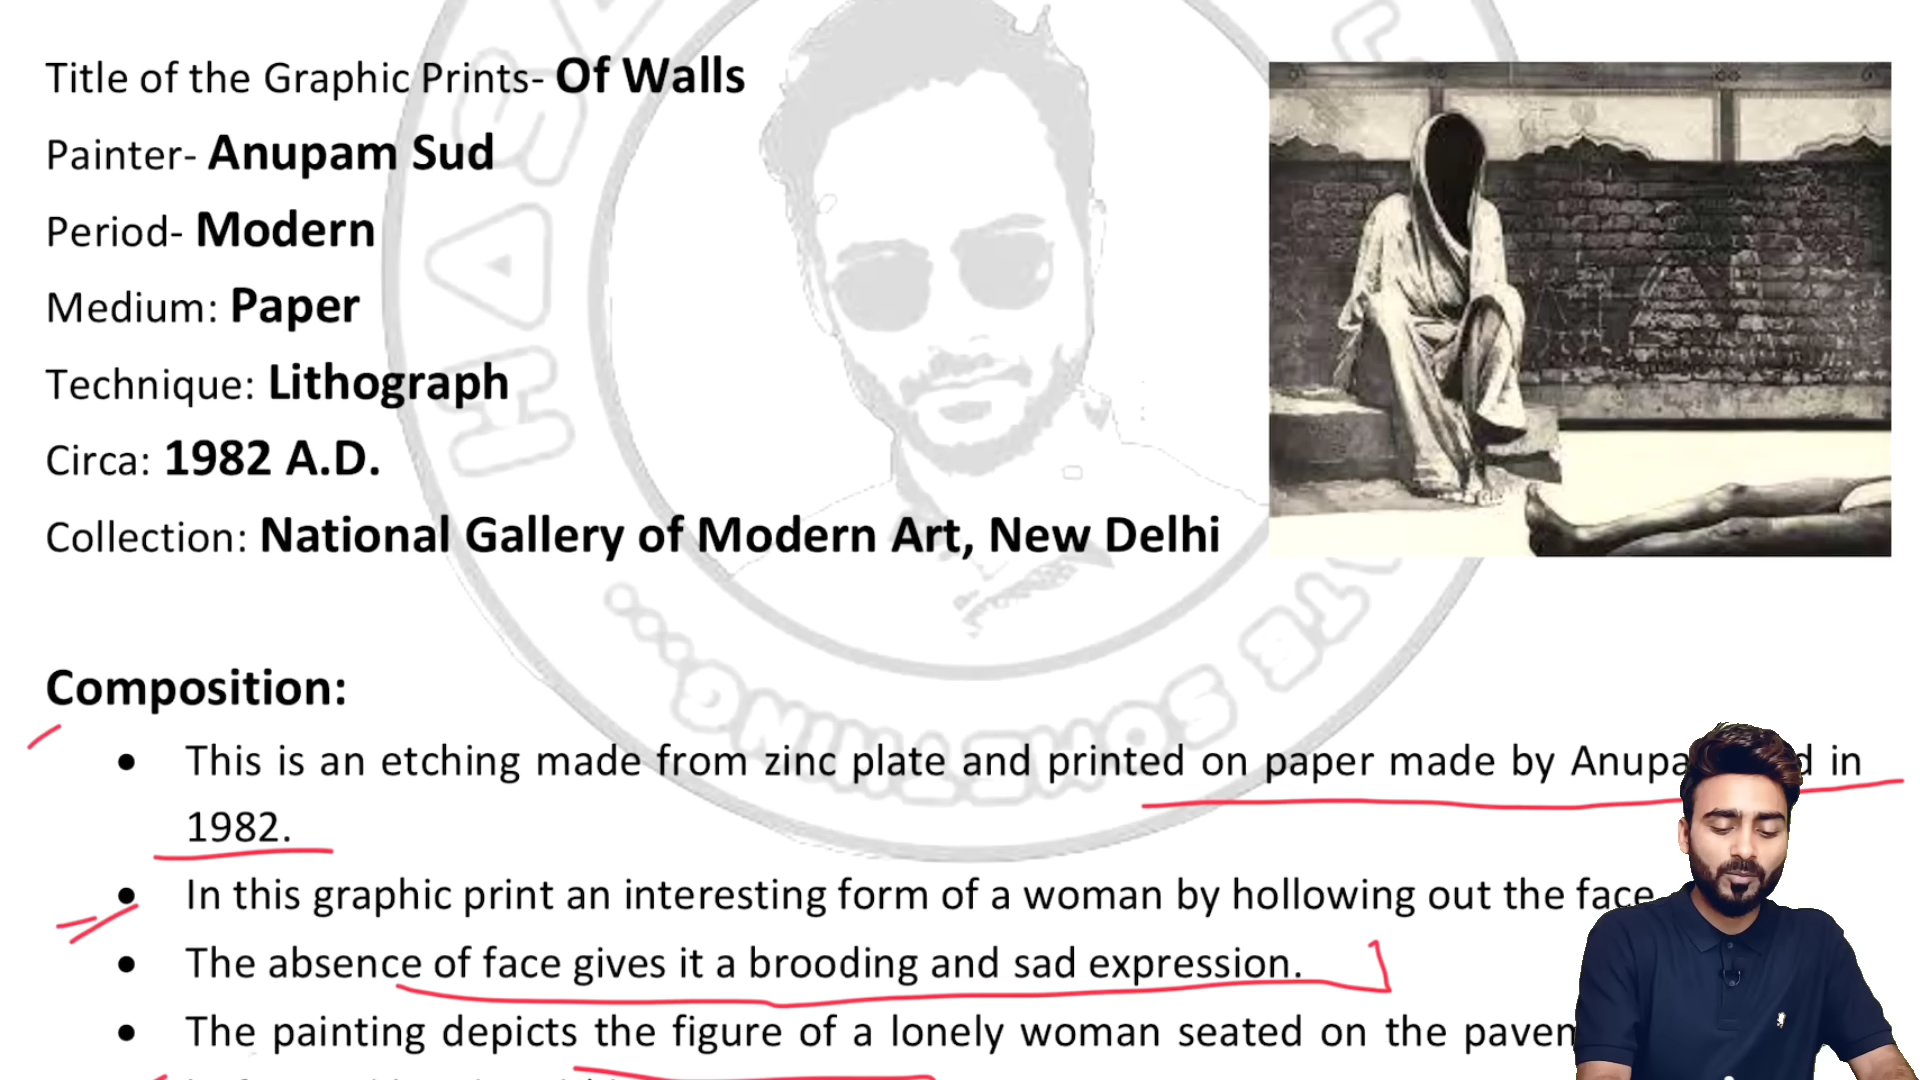 Title of the Graphic Prints- Of Walls
Painter- Anupam Sud
Period- Modern
Medium: Paper
Technique: Lithograph
Circa: 1982 A.D.
Collection: National Gallery of Modern Art, New Delhi
Composition:
• This is an etching made from zinc plate and printed on paper made by Anupa d in
1982.
• In this graphic print an interesting form of a woman by hollowing out the face
• The absence of face gives it a brooding and sad expression.
• The painting depicts the figure of a lonely woman seated on the pavem
SOMETHING...